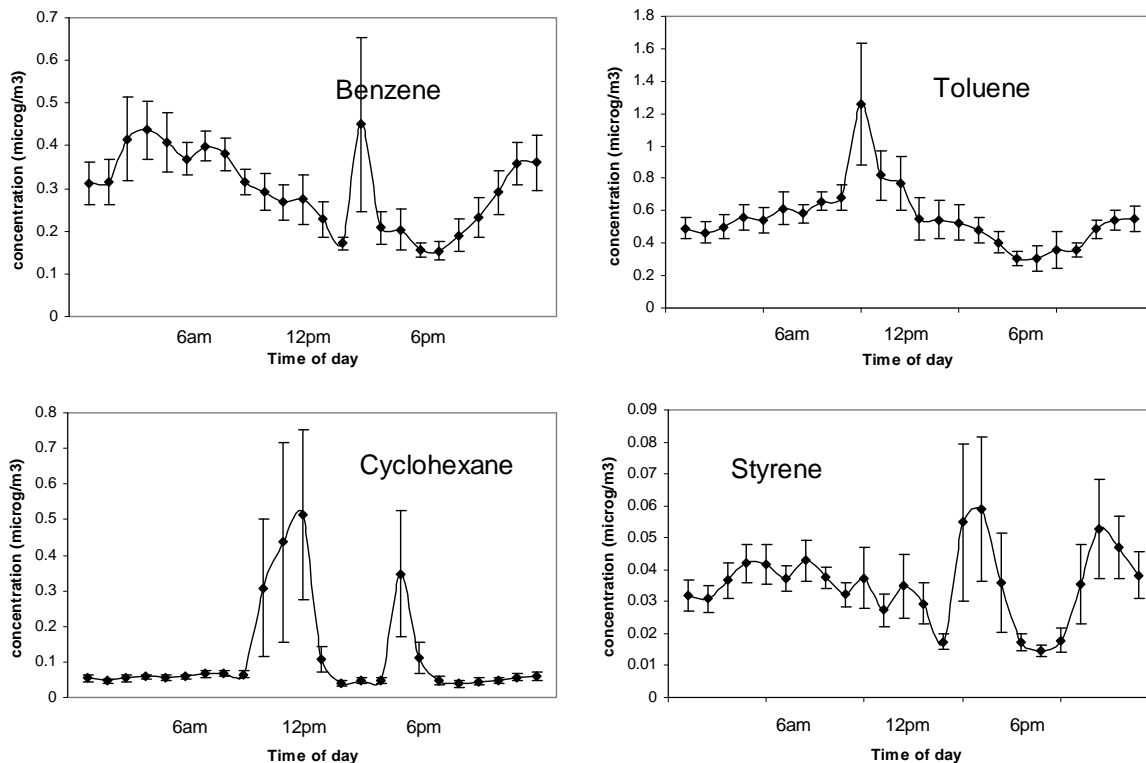 Benzene
concentration (microg/m3)
0.7
0.6
0.5
0.4
0.3
0.2
0.1
0
6am 12pm 6pm
Time of day
Toluene
concentration (microg/m3)
1.8
1.6
1.4
1.2
1
0.8
0.6
0.4
0.2
0
6am 12pm 6pm
Time of day
Cyclohexane
concentration (microg/m3)
0.8
0.7
0.6
0.5
0.4
0.3
0.2
0.1
0
6am 12pm 6pm
Time of day
Styrene
concentration (microg/m3)
0.09
0.08
0.07
0.06
0.05
0.04
0.03
0.02
0.01
0
6am 12pm 6pm
Time of day